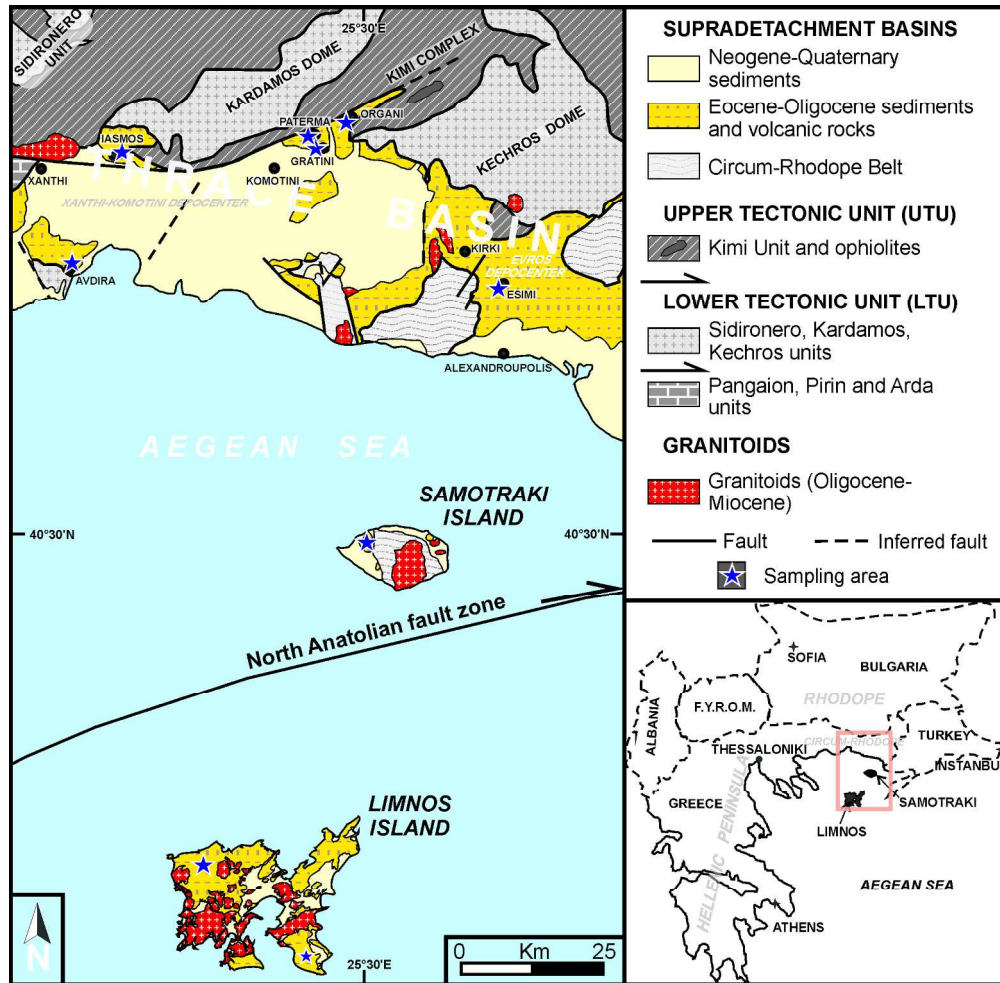 25°30'E
SIDIRONERO
UNIT
KARDAMOS DOME
KIMI COMPLEX
KECHROS DOME
IASMOS
PATERMA
ORGANI
GRATINI
XANTHI
KOMOTINI
THRACE BASIN
XANTHI-KOMOTINI DEPOCENTER
KIRKI
EVROS
DEPOCENTER
AVDIRA
ESIMI
ALEXANDROUPOLIS
AEGEAN SEA
SAMOTRAKI
ISLAND
40°30'N
40°30'N
North Anatolian fault zone
LIMNOS
ISLAND
N
0 Km 25
25°30'E
SUPRADETACHMENT BASINS
Neogene-Quaternary
sediments
Eocene-Oligocene sediments
and volcanic rocks
Circum-Rhodope Belt
UPPER TECTONIC UNIT (UTU)
Kimi Unit and ophiolites
LOWER TECTONIC UNIT (LTU)
Sidironero, Kardamos,
Kechros units
Pangaion, Pirin and Arda
units
GRANITOIDS
Granitoids (Oligocene-
Miocene)
Fault
Inferred fault
Sampling area
SOFIA
BULGARIA
RHODOPE
ALBANIA
F.Y.R.O.M.
TURKEY
THESSALONIKI
CIRCUM-RHODOPE
INSTANBU
GREECE
SAMOTRAKI
LIMNOS
HELLENIC PENINSULA
AEGEAN SEA
ATHENS